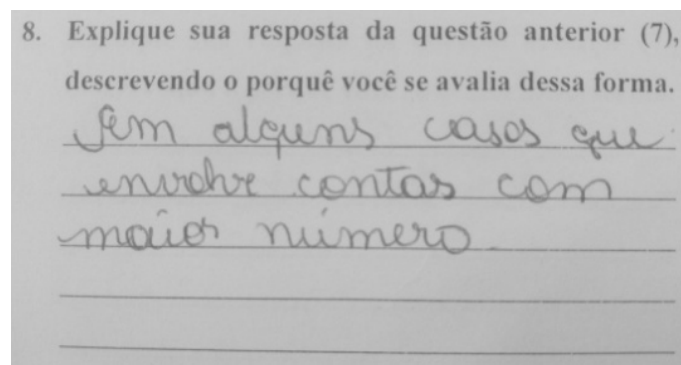 8. Explique sua resposta da questão anterior (7),
descrevendo o porquê você se avalia dessa forma.
Tem alguns casos que
envolve contas com
maior número.